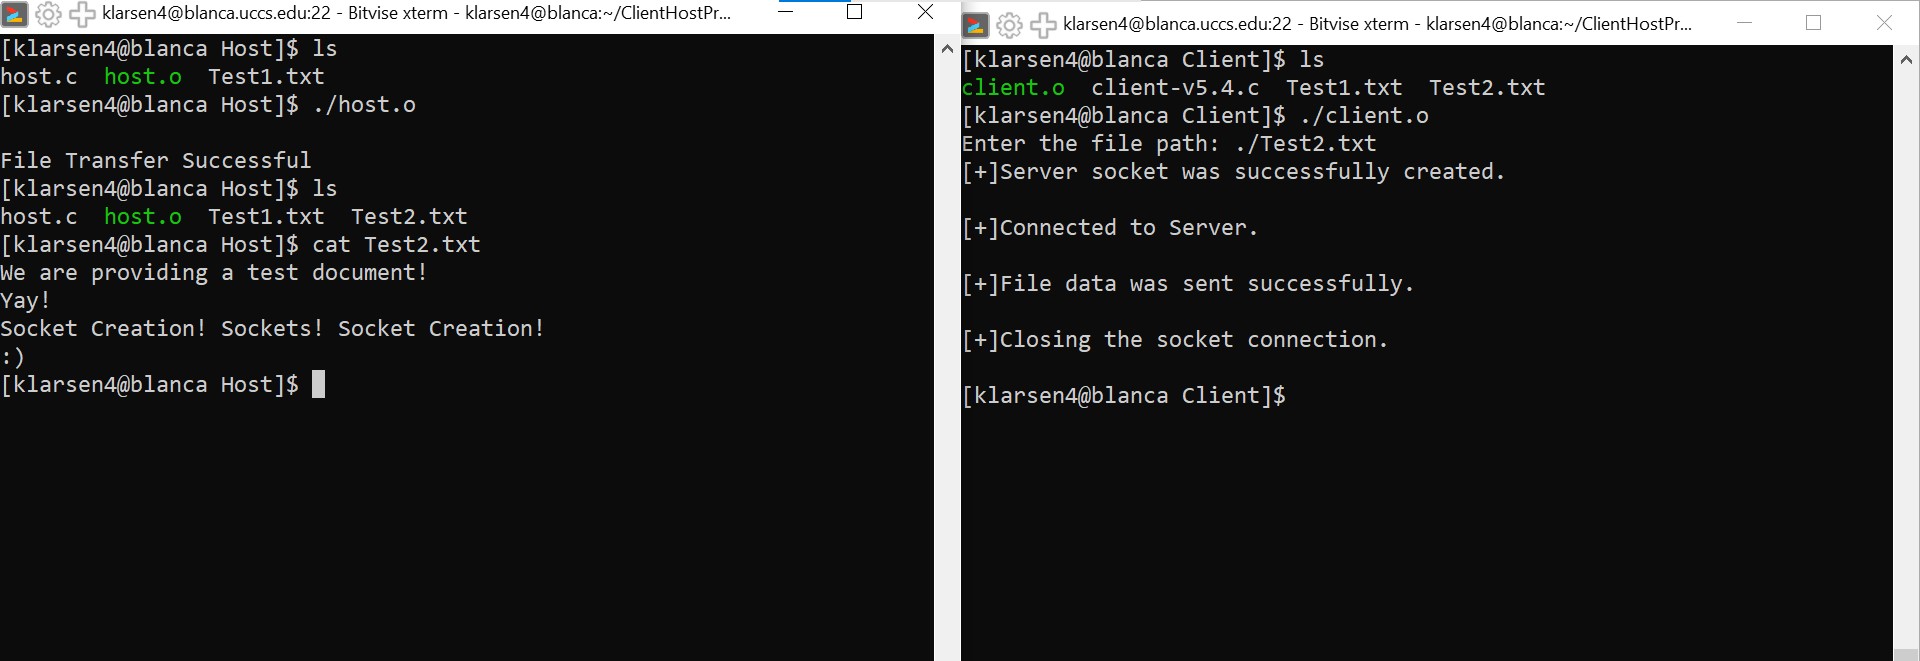 klarsen4@blanca.uccs.edu:22 - Bitvise xterm - klarsen4@blanca:~/ClientHostPr...
[klarsen4@blanca Host]$ ls
host.c  host.o  Test1.txt
[klarsen4@blanca Host]$ ./host.o
File Transfer Successful
[klarsen4@blanca Host]$ ls
host.c  host.o  Test1.txt  Test2.txt
[klarsen4@blanca Host]$ cat Test2.txt
We are providing a test document!
Yay!
Socket Creation! Sockets! Socket Creation!
:)
[klarsen4@blanca Host]$
klarsen4@blanca.uccs.edu:22 - Bitvise xterm - klarsen4@blanca:~/ClientHostPr...
[klarsen4@blanca Client]$ ls
client.o  client-v5.4.c  Test1.txt  Test2.txt
[klarsen4@blanca Client]$ ./client.o
Enter the file path: ./Test2.txt
[+]Server socket was successfully created.
[+]Connected to Server.
[+]File data was sent successfully.
[+]Closing the socket connection.
[klarsen4@blanca Client]$